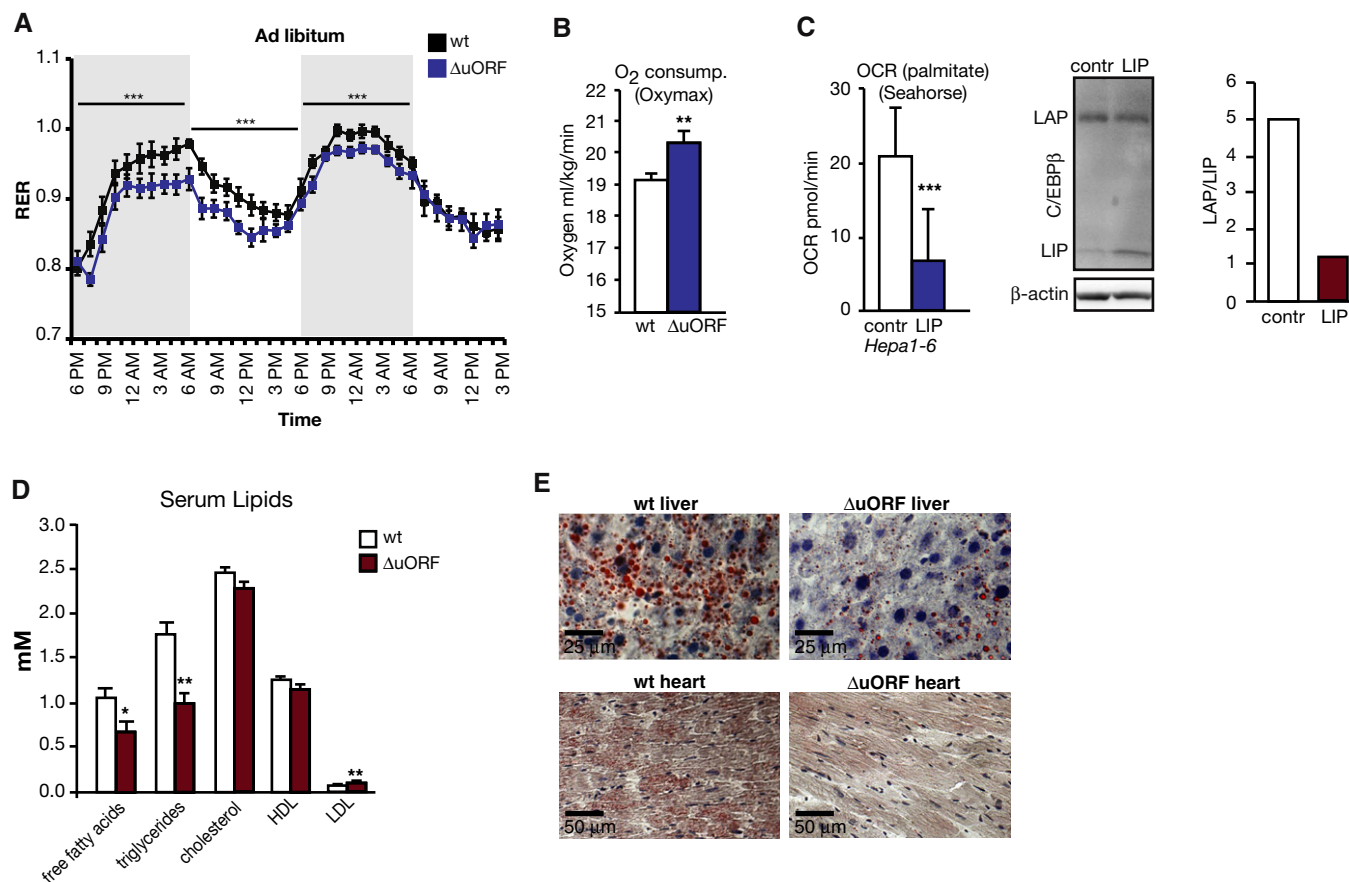 A
Ad libitum
wt
ΔuORF
1.1
1.0
0.9
0.8
0.7
RER
***
***
***
6 PM
9 PM
12 AM
3 AM
6 AM
9 AM
12 PM
3 PM
6 PM
9 PM
12 AM
3 AM
6 AM
9 AM
12 PM
3 PM
Time
B
O2 consump.
(Oxymax)
Oxygen ml/kg/min
22
21
20
19
18
17
16
15
**
wt ΔuORF
C
OCR (palmitate)
(Seahorse)
OCR pmol/min
30
20
10
0
***
contr LIP
Hepa1-6
contr LIP
LAP
C/EBPβ
LIP
β-actin
LAP/LIP
6
5
4
3
2
1
0
contr LIP
D
Serum Lipids
wt
ΔuORF
mM
3.0
2.5
2.0
1.5
1.0
0.5
0.0
*
**
**
free fatty acids
triglycerides
cholesterol
HDL
LDL
E
wt liver
ΔuORF liver
25 μm
25 μm
wt heart
ΔuORF heart
50 μm
50 μm